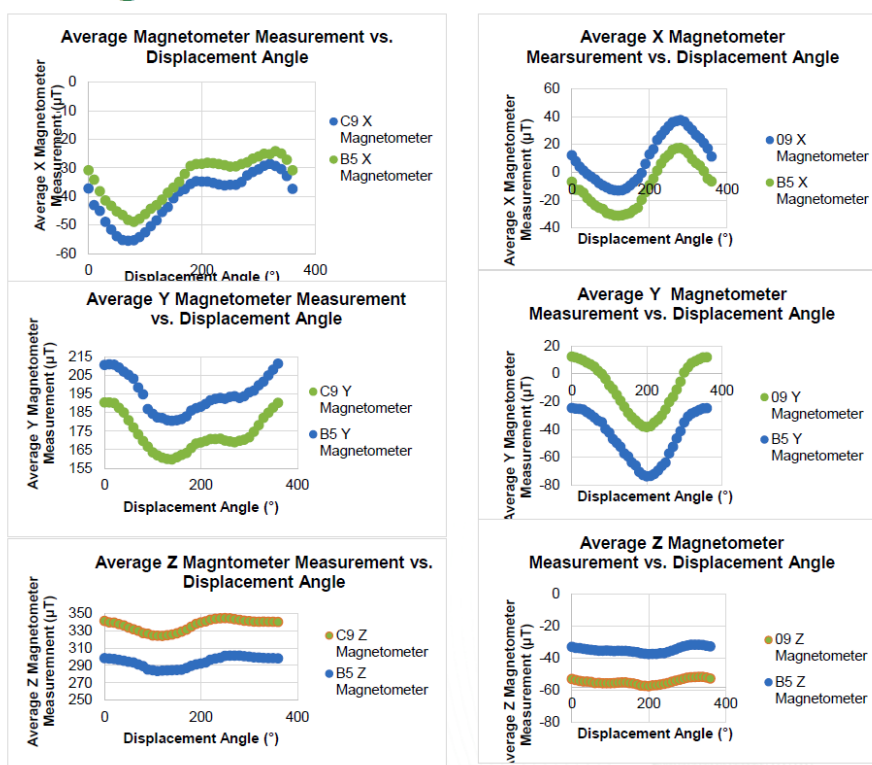 Average Magnetometer Measurement vs.
Displacement Angle
Average X Magnetometer
Measurement (µT)
0
-10
-20
-30
-40
-50
-60
0
200
400
Displacement Angle (°)
C9 X
Magnetometer
B5 X
Magnetometer
Average Y Magnetometer Measurement
vs. Displacement Angle
Average Y Magnetometer
Measurement (µT)
215
205
195
185
175
165
155
0
200
400
Displacement Angle (°)
C9 Y
Magnetometer
B5 Y
Magnetometer
Average Z Magntometer Measurement vs.
Displacement Angle
Average Z Magnetometer
Measuremnent (µT)
350
330
310
290
270
250
0
200
400
Displacement Angle (°)
C9 Z
Magnetometer
B5 Z
Magnetometer
Average X Magnetometer
Mearsurement vs. Displacement Angle
Average X Magnetometer
Measurement (µT)
60
40
20
0
-20
-40
0
200
400
Displacement Angle (°)
09 X
Magnetometer
B5 X
Magnetometer
Average Y Magnetometer
Measurement vs. Displacement Angle
Average Y Magnetometer
Measurement (µT)
20
0
-20
-40
-60
-80
0
200
400
Displacement Angle (°)
09 Y
Magnetometer
B5 Y
Magnetometer
Average Z Magnetometer
Measurement vs. Displacement Angle
Average Z Magnetometer
Measurement (µT)
0
-20
-40
-60
-80
0
200
400
Displacement Angle (°)
09 Z
Magnetometer
B5 Z
Magnetometer